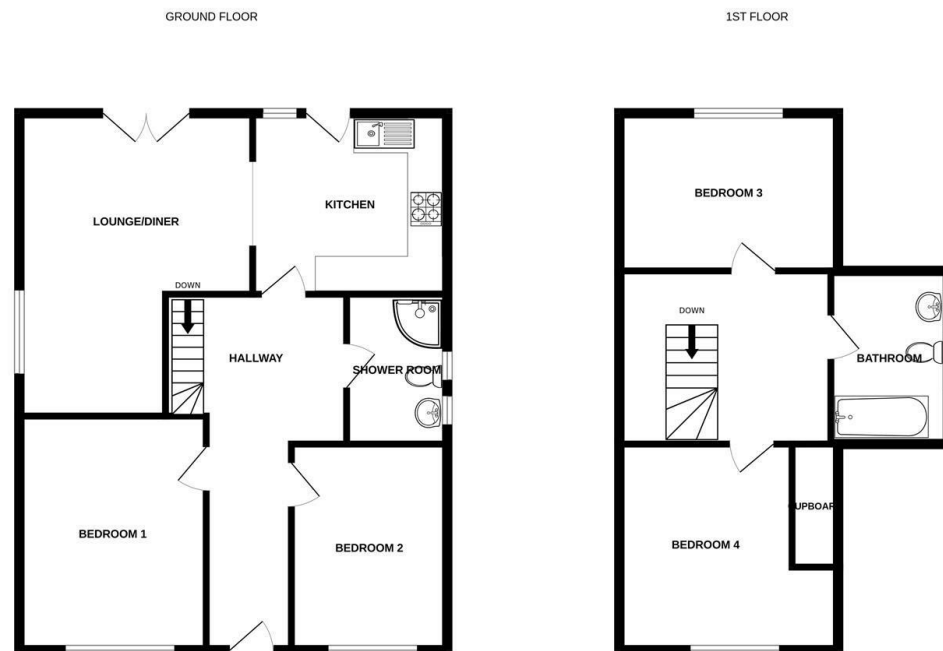 GROUND FLOOR
1ST FLOOR
LOUNGE/DINER
KITCHEN
DOWN
HALLWAY
SHOWER ROOM
BEDROOM 1
BEDROOM 2
BEDROOM 3
DOWN
BATHROOM
CUPBOARD
BEDROOM 4